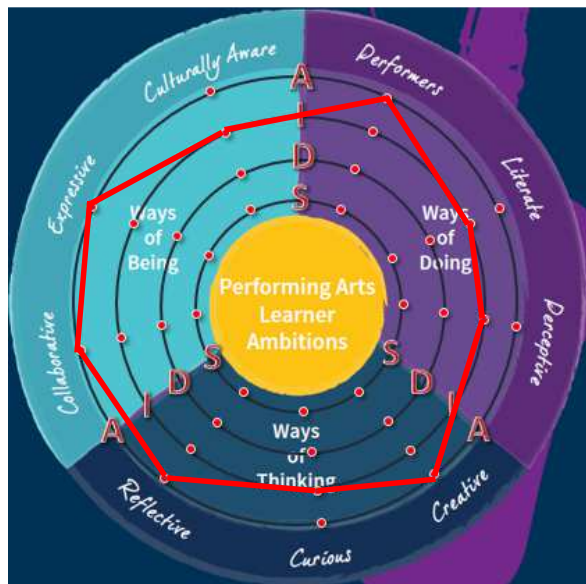 Culturally Aware
Performers
Expressive
Literate
Collaborative
Perceptive
Reflective
Curious
Creative
A
I
D
S
Ways
of
Being
Ways
of
Doing
Performing Arts
Learner
Ambitions
S
D
I
A
S
D
I
A
Ways
of
Thinking